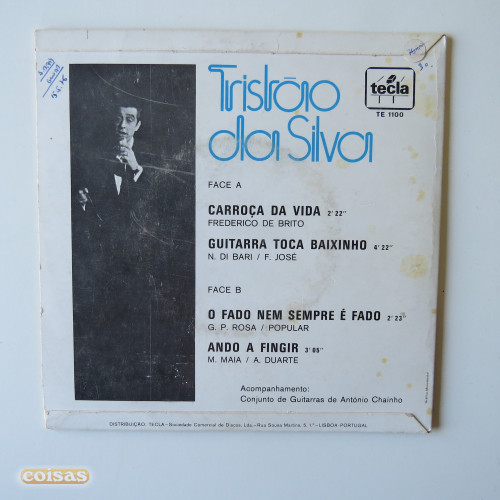 Tristão
da Silva
tecla
TE 1100
FACE A
CARROÇA DA VIDA 2'22"
FREDERICO DE BRITO
GUITARRA TOCA BAIXINHO 4'22"
N. DI BARI / F. JOSÉ
FACE B
O FADO NEM SEMPRE É FADO 2'23"
G. P. ROSA / POPULAR
ANDO A FINGIR 3'05"
M. MAIA / A. DUARTE
Acompanhamento:
Conjunto de Guitarras de António Chainho
DISTRIBUIÇÃO: TECLA - Sociedade Comercial de Discos, Lda. - Rua Sousa Martins, 5, 1.º - LISBOA-PORTUGAL
coisas